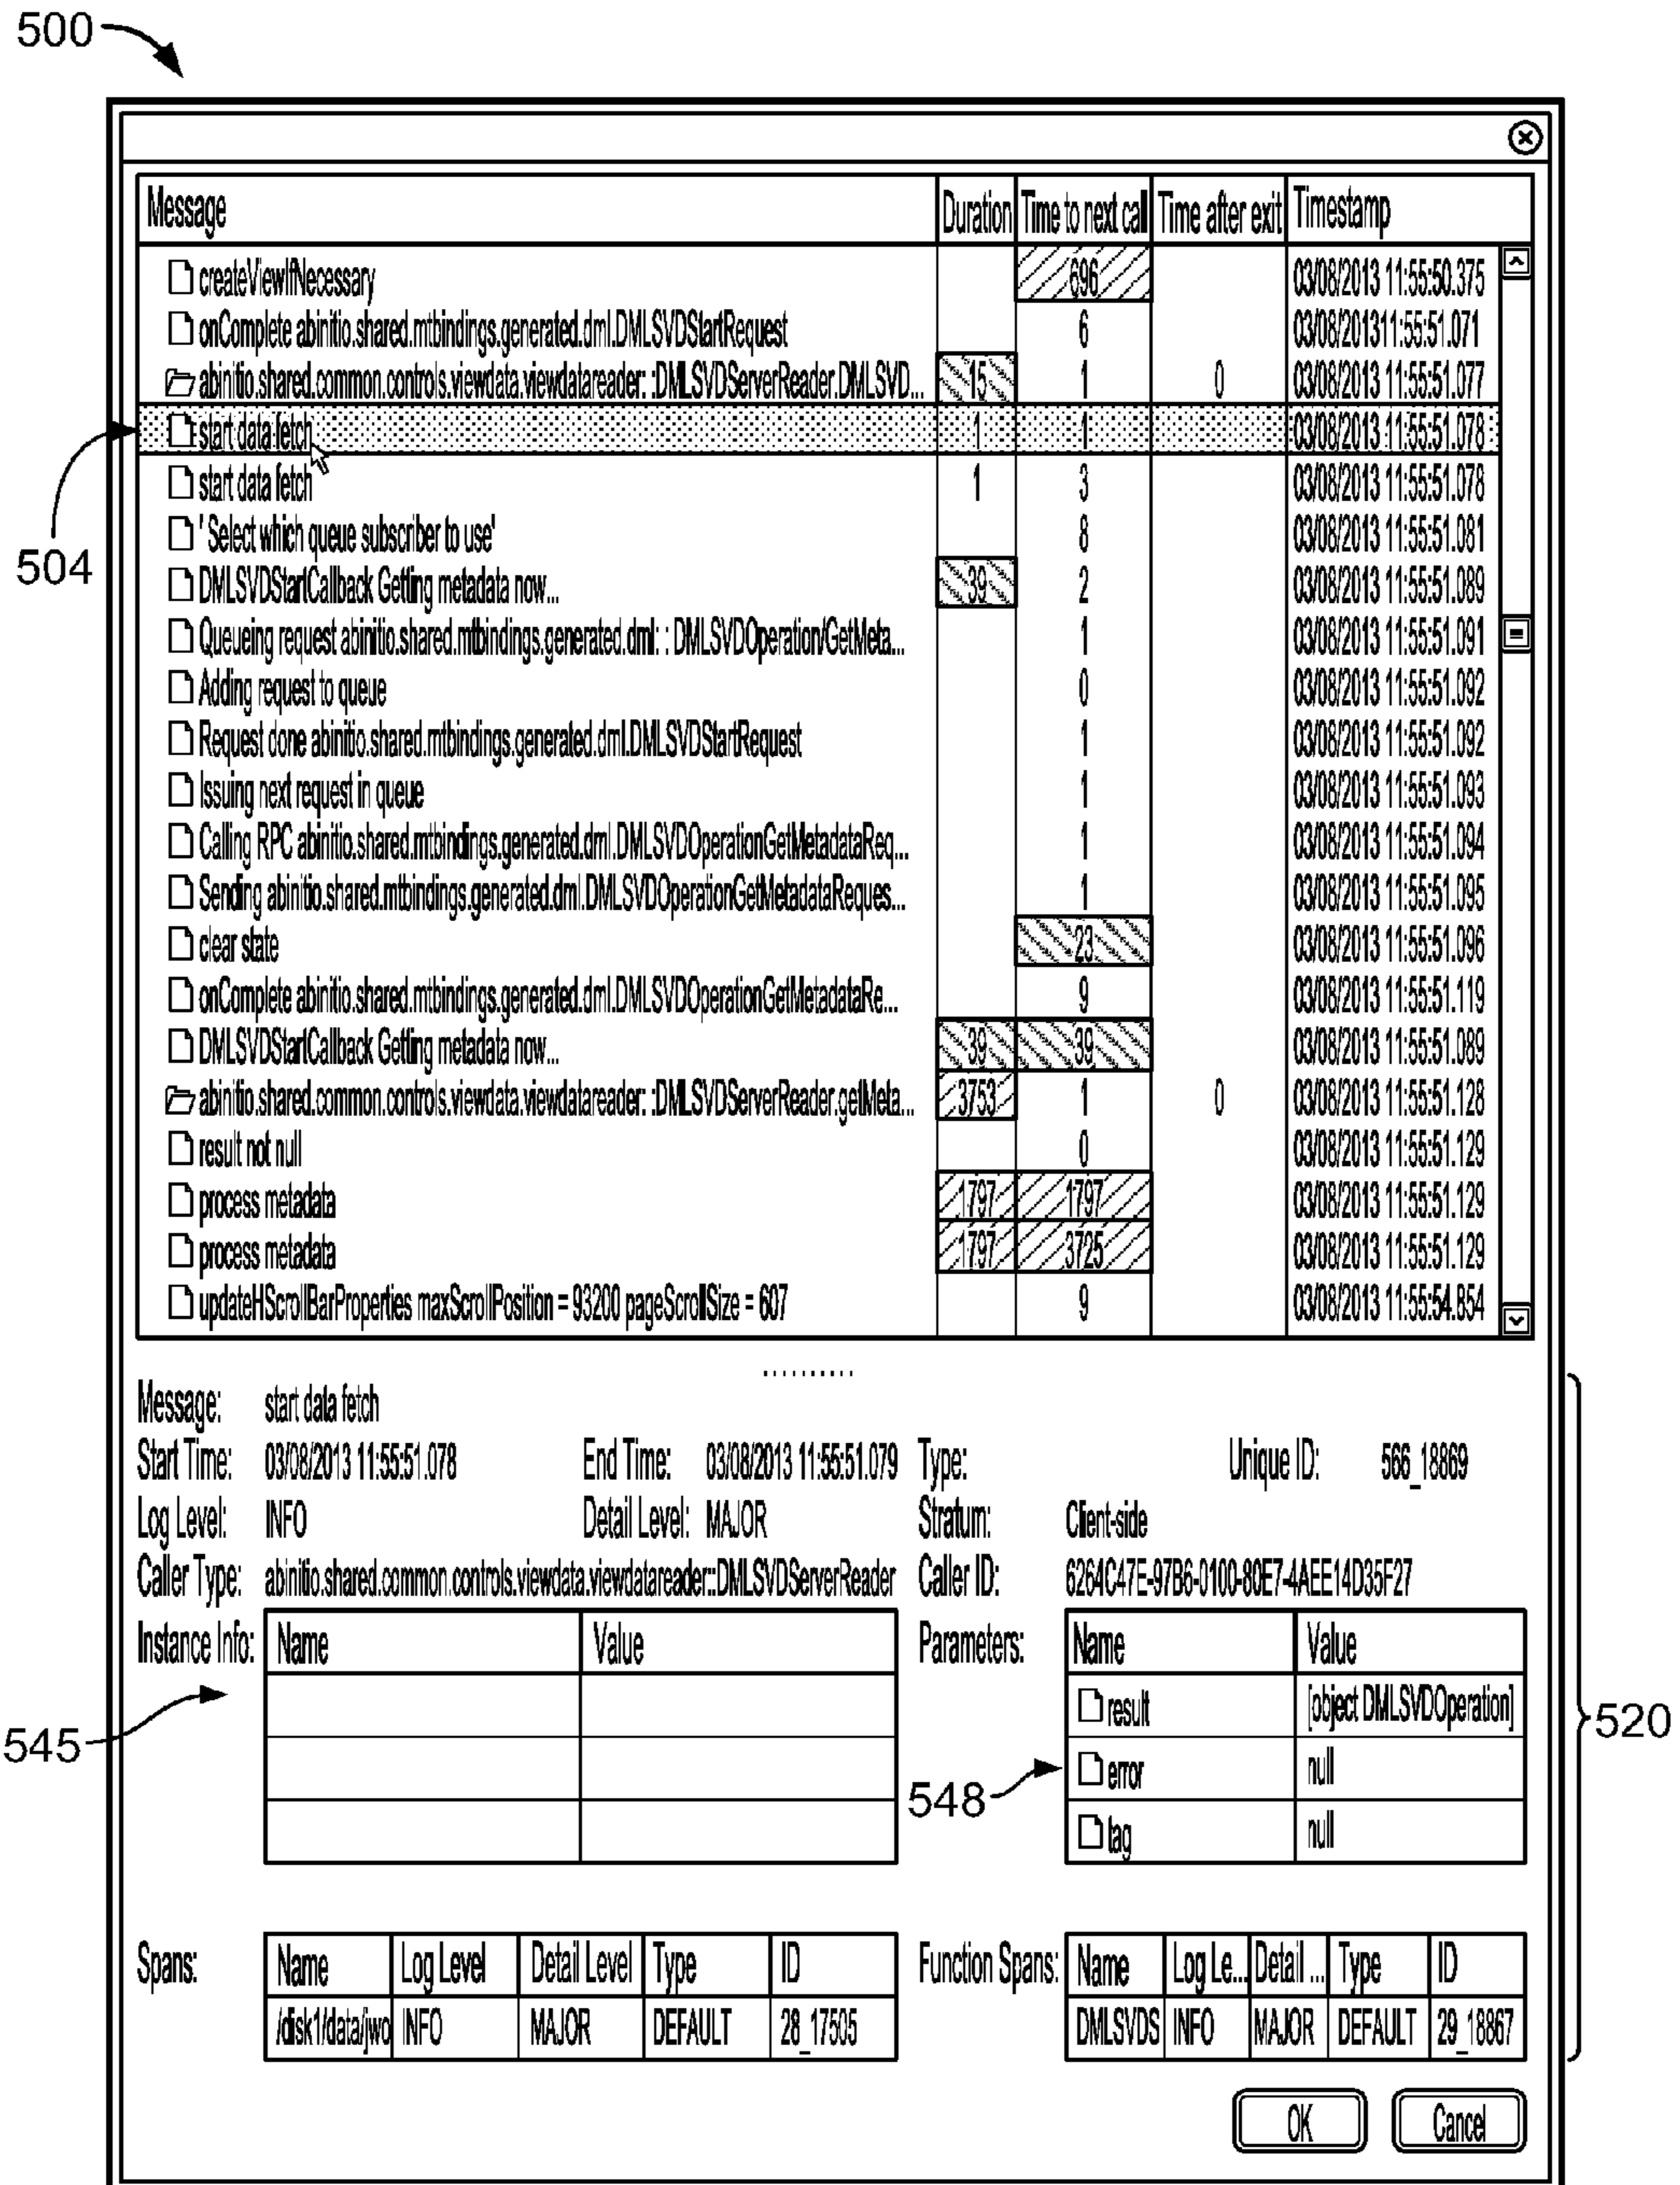 500
Message Duration Time to next call Time after exit Timestamp
createViewIfNecessary 696 03/08/2013 11:55:50.375
onComplete abinitio.shared.mtbindings.generated.dml.DMLSVDStartRequest 6 03/08/201311:55:51.071
abinitio.shared.common.controls.viewdata.viewdatareader: :DMLSVDServerReader.DMLSVD... 15 1 0 03/08/2013 11:55:51.077
start data fetch 1 1 03/08/2013 11:55:51.078
start data fetch 1 3 03/08/2013 11:55:51.078
504
' Select which queue subscriber to use' 8 03/08/2013 11:55:51.081
DMLSVDStartCallback Getting metadata now... 39 2 03/08/2013 11:55:51.089
Queueing request abinitio.shared.mtbindings.generated.dml: : DMLSVDOperation/GetMeta... 1 03/08/2013 11:55:51.091
Adding request to queue 0 03/08/2013 11:55:51.092
Request done abinitio.shared.mtbindings.generated.dml.DMLSVDStartRequest 1 03/08/2013 11:55:51.092
Issuing next request in queue 1 03/08/2013 11:55:51.093
Calling RPC abinitio.shared.mtbindings.generated.dml.DMLSVDOperationGetMetadataReq... 1 03/08/2013 11:55:51.094
Sending abinitio.shared.mtbindings.generated.dml.DMLSVDOperationGetMetadataReques... 1 03/08/2013 11:55:51.095
clear state 23 03/08/2013 11:55:51.096
onComplete abinitio.shared.mtbindings.generated.dml.DMLSVDOperationGetMetadataRe... 9 03/08/2013 11:55:51.119
DMLSVDStartCallback Getting metadata now... 39 39 03/08/2013 11:55:51.089
abinitio.shared.common.controls.viewdata.viewdatareader: :DMLSVDServerReader.getMeta... 3753 1 0 03/08/2013 11:55:51.128
result not null 0 03/08/2013 11:55:51.129
process metadata 1797 1797 03/08/2013 11:55:51.129
process metadata 1797 3725 03/08/2013 11:55:51.129
updateHScrollBarProperties maxScrollPosition = 93200 pageScrollSize = 607 9 03/08/2013 11:55:54.854
Message: start data fetch
Start Time: 03/08/2013 11:55:51.078 End Time: 03/08/2013 11:55:51.079 Type: Unique ID: 566_18869
Log Level: INFO Detail Level: MAJOR Stratum: Client-side
Caller Type: abinitio.shared.common.controls.viewdata.viewdatareader::DMLSVDServerReader Caller ID: 6264C47E-97B6-0100-80E7-4AEE14D35F27
Instance Info: Name Value Parameters: Name Value
result [object DMLSVDOperation]
545 520
error null
548
tag null
Spans: Name Log Level Detail Level Type ID Function Spans: Name Log Le... Detail ... Type ID
/disk1/data/jwo INFO MAJOR DEFAULT 28_17505 DMLSVDS INFO MAJOR DEFAULT 29_18867
OK Cancel